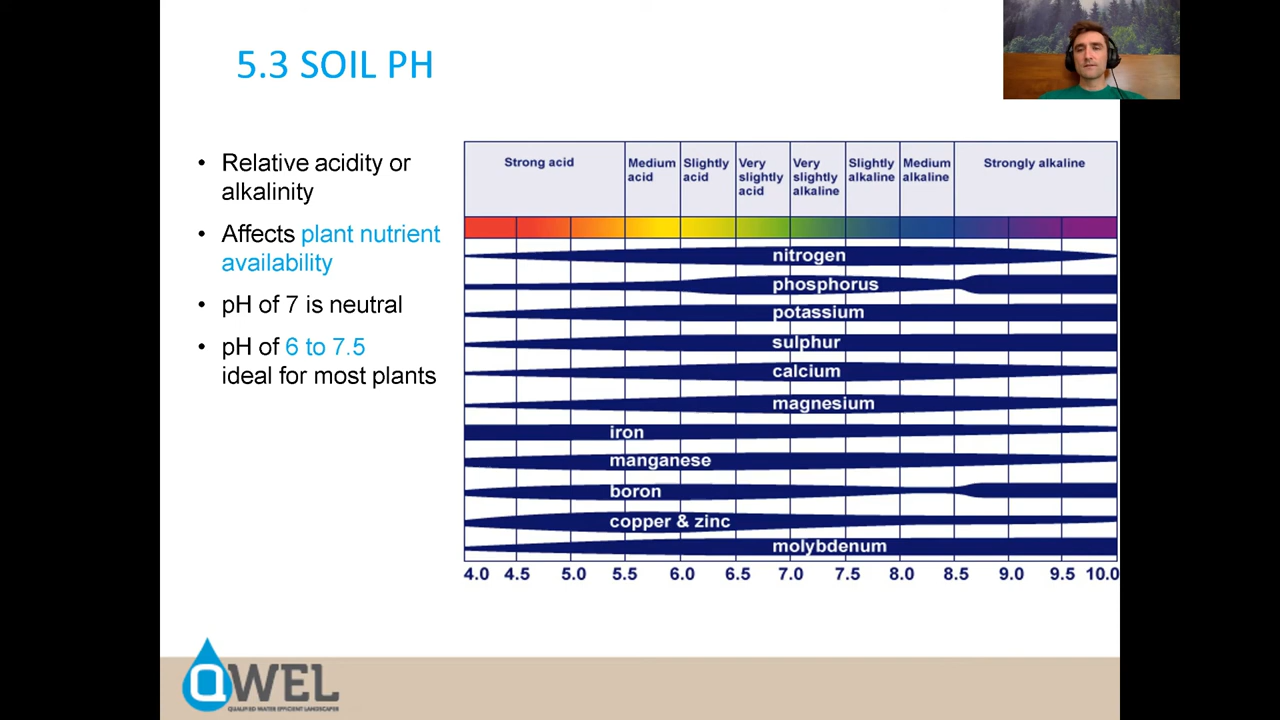 5.3 SOIL PH
• Relative acidity or
alkalinity
• Affects plant nutrient
availability
• pH of 7 is neutral
• pH of 6 to 7.5
ideal for most plants
Strong acid
Medium
acid
Slightly
acid
Very
slightly
acid
Very
slightly
alkaline
Slightly
alkaline
Medium
alkaline
Strongly alkaline
nitrogen
phosphorus
potassium
sulphur
calcium
magnesium
iron
manganese
boron
copper & zinc
molybdenum
4.0 4.5 5.0 5.5 6.0 6.5 7.0 7.5 8.0 8.5 9.0 9.5 10.0
QWEL
QUALIFIED WATER EFFICIENT LANDSCAPER